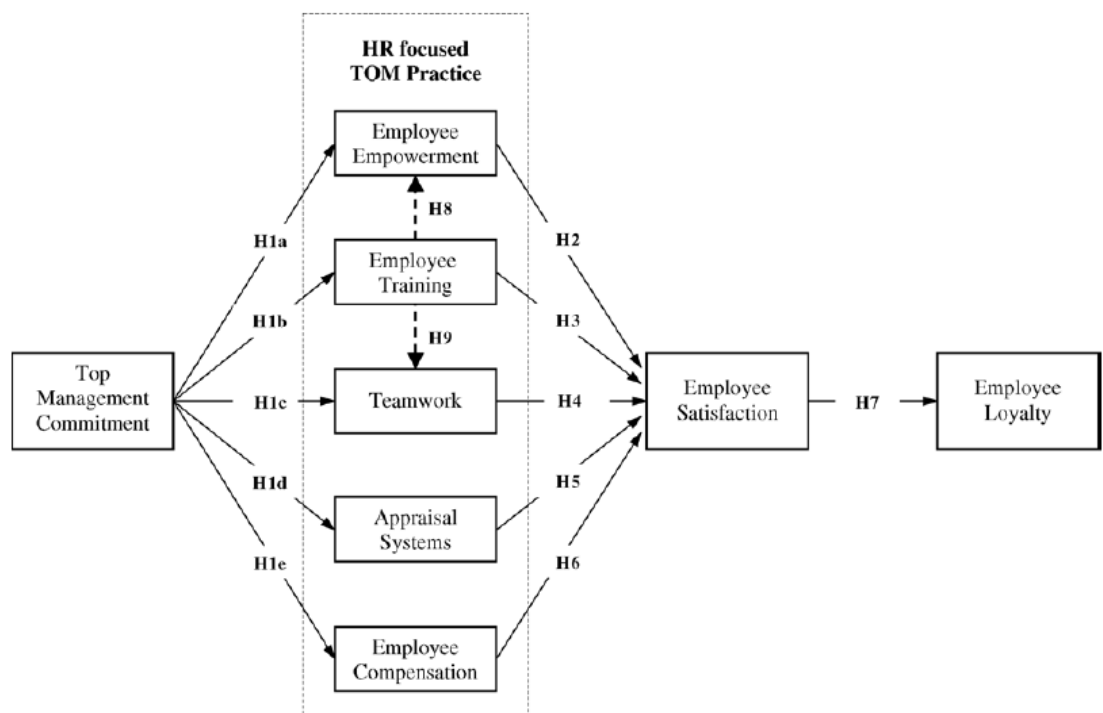 HR focused
TOM Practice
Employee
Empowerment
H8
H1a
H2
Employee
Training
H1b
H3
H9
Top
Management
Commitment
H1c
Teamwork
H4
Employee
Satisfaction
H7
Employee
Loyalty
H1d
H5
Appraisal
Systems
H1e
H6
Employee
Compensation